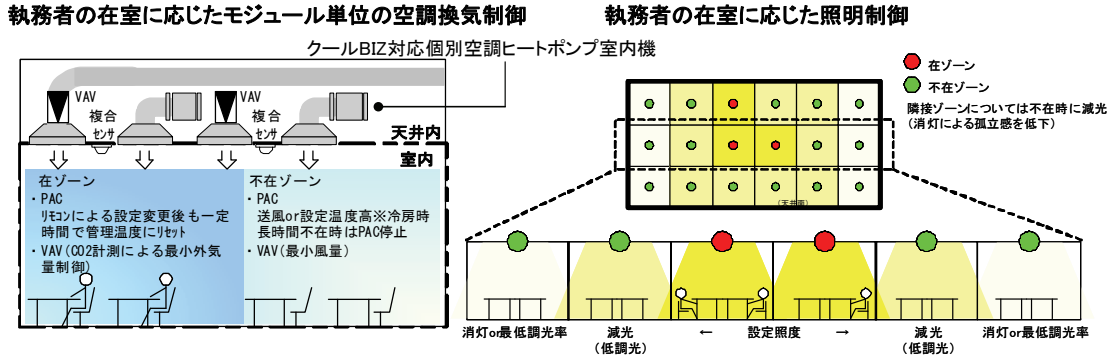 執務者の在室に応じたモジュール単位の空調換気制御
クールBIZ対応個別空調ヒートポンプ室内機
VAV
複合
センサ
VAV
複合
センサ
天井内
室内
在ゾーン
・PAC
リモコンによる設定変更後も一定
時間で管理温度にリセット
・VAV(CO2計測による最小外気
量制御)
不在ゾーン
・PAC
送風or設定温度高※冷房時
長時間不在時はPAC停止
・VAV(最小風量)
執務者の在室に応じた照明制御
在ゾーン
不在ゾーン
隣接ゾーンについては不在時に減光
(消灯による孤立感を低下)
(天井面)
消灯or最低調光率
減光
(低調光)
← 設定照度 →
減光
(低調光)
消灯or最低調光率